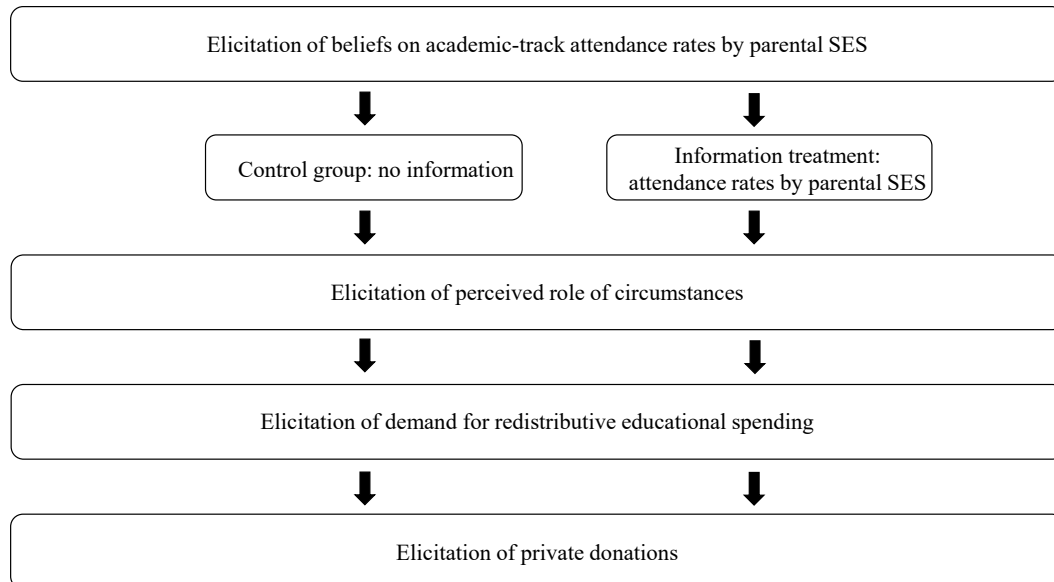 Elicitation of beliefs on academic-track attendance rates by parental SES
Control group: no information
Information treatment:
attendance rates by parental SES
Elicitation of perceived role of circumstances
Elicitation of demand for redistributive educational spending
Elicitation of private donations